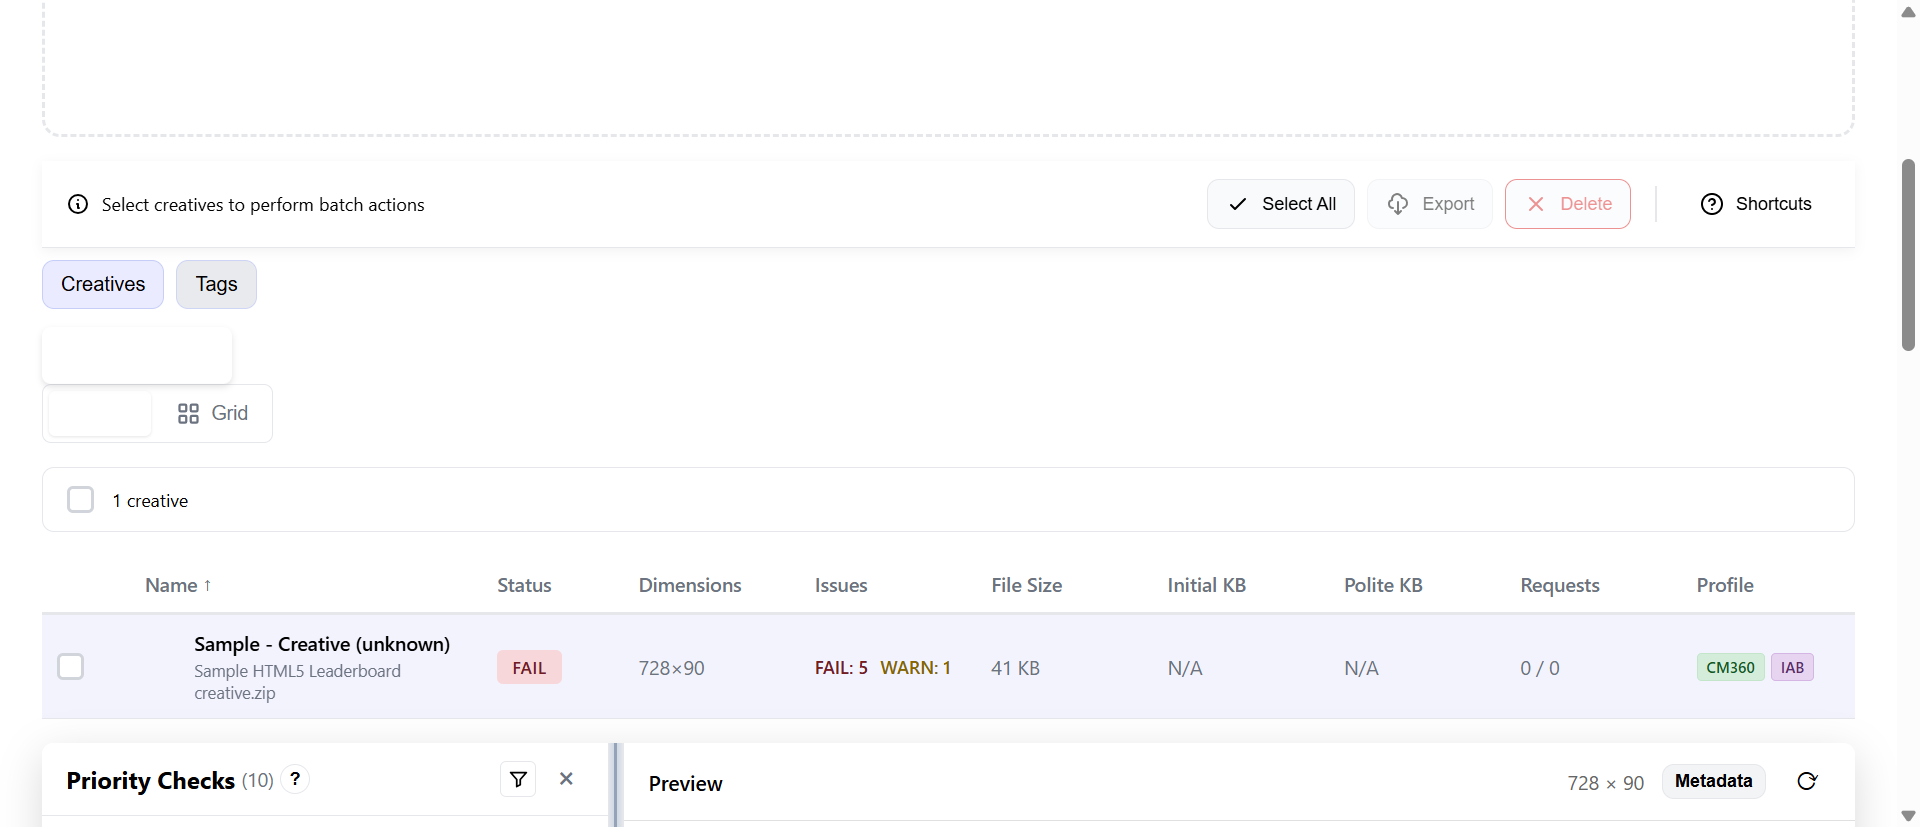 Select creatives to perform batch actions
Select All
Export
Delete
Shortcuts
Creatives
Tags
Grid
1 creative
Name ↑ Status Dimensions Issues File Size Initial KB Polite KB Requests Profile
Sample - Creative (unknown)
Sample HTML5 Leaderboard
creative.zip
FAIL
728×90
FAIL: 5 WARN: 1
41 KB
N/A
N/A
0 / 0
CM360 IAB
Priority Checks (10) ?
Preview
728 × 90
Metadata